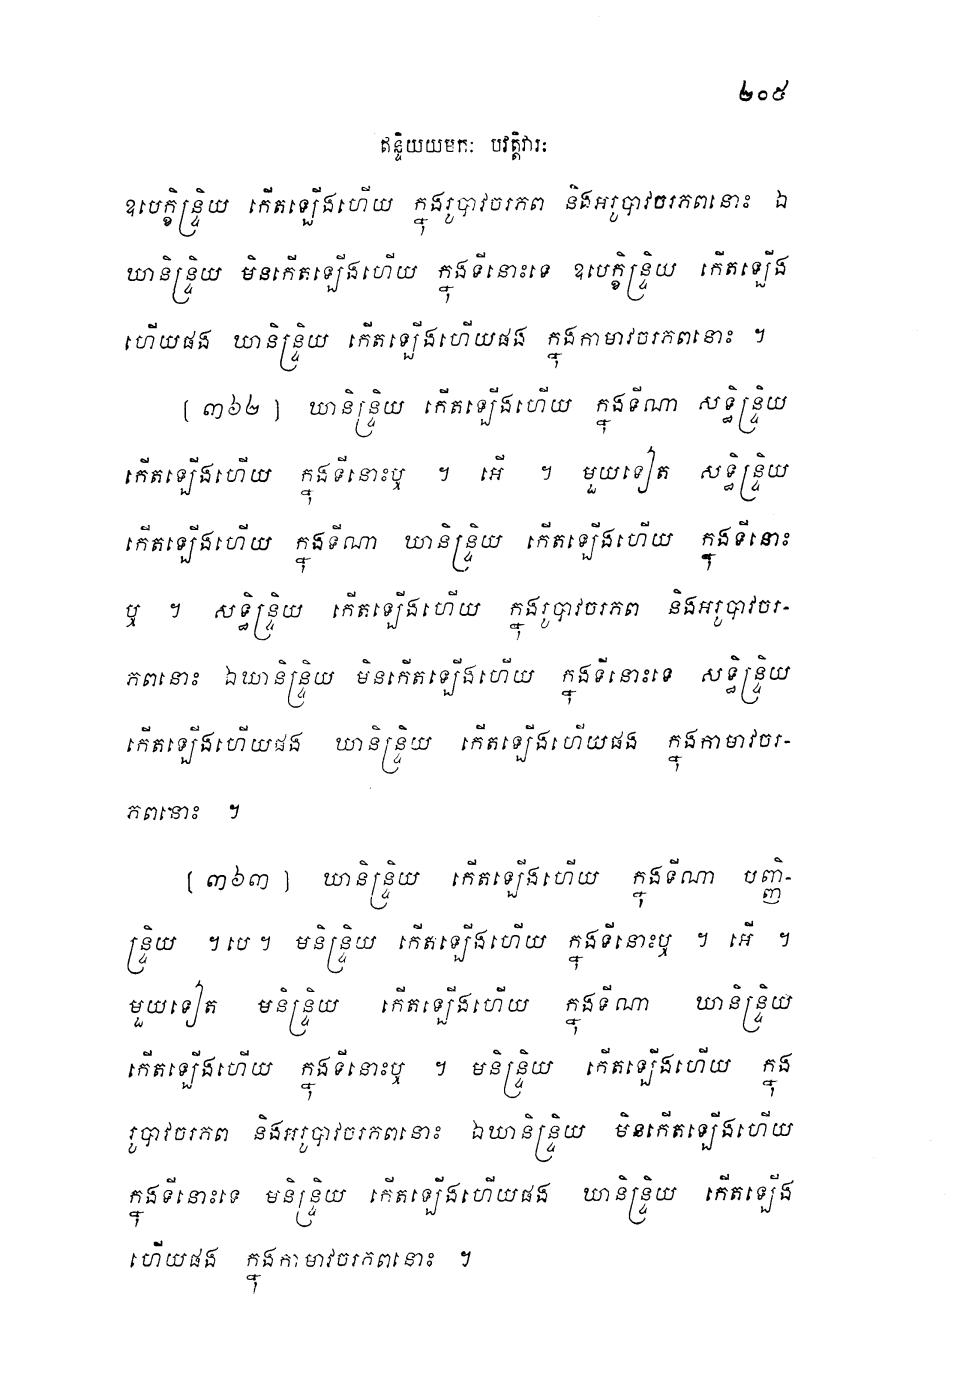 ២០៥
ឥន្ទ្រិយយមកៈ បវត្តិវារៈ
ឧបេក្ខិន្ទ្រិយ កើតឡើងហើយ ក្នុងរូបាវចរភព និងអរូបាវចរភពនោះ ឯ
ឃានិន្ទ្រិយ មិនកើតឡើងហើយ ក្នុងទីនោះទេ ឧបេក្ខិន្ទ្រិយ កើតឡើង
ហើយផង ឃានិន្ទ្រិយ កើតឡើងហើយផង ក្នុងកាមាវចរភពនោះ ។
[ ៣៦២ ] ឃានិន្ទ្រិយ កើតឡើងហើយ ក្នុងទីណា សទ្ធិន្ទ្រិយ
កើតឡើងហើយ ក្នុងទីនោះឬ ។ អើ ។ មួយទៀត សទ្ធិន្ទ្រិយ
កើតឡើងហើយ ក្នុងទីណា ឃានិន្ទ្រិយ កើតឡើងហើយ ក្នុងទីនោះ
ឬ ។ សទ្ធិន្ទ្រិយ កើតឡើងហើយ ក្នុងរូបាវចរភព និងអរូបាវចរ-
ភពនោះ ឯឃានិន្ទ្រិយ មិនកើតឡើងហើយ ក្នុងទីនោះទេ សទ្ធិន្ទ្រិយ
កើតឡើងហើយផង ឃានិន្ទ្រិយ កើតឡើងហើយផង ក្នុងកាមាវចរ-
ភពនោះ ។
[ ៣៦៣ ] ឃានិន្ទ្រិយ កើតឡើងហើយ ក្នុងទីណា បញ្ញិ-
ន្ទ្រិយ ។បេ។ មនិន្ទ្រិយ កើតឡើងហើយ ក្នុងទីនោះឬ ។ អើ ។
មួយទៀត មនិន្ទ្រិយ កើតឡើងហើយ ក្នុងទីណា ឃានិន្ទ្រិយ
កើតឡើងហើយ ក្នុងទីនោះឬ ។ មនិន្ទ្រិយ កើតឡើងហើយ ក្នុង
រូបាវចរភព និងអរូបាវចរភពនោះ ឯឃានិន្ទ្រិយ មិនកើតឡើងហើយ
ក្នុងទីនោះទេ មនិន្ទ្រិយ កើតឡើងហើយផង ឃានិន្ទ្រិយ កើតឡើង
ហើយផង ក្នុងកាមាវចរភពនោះ ។